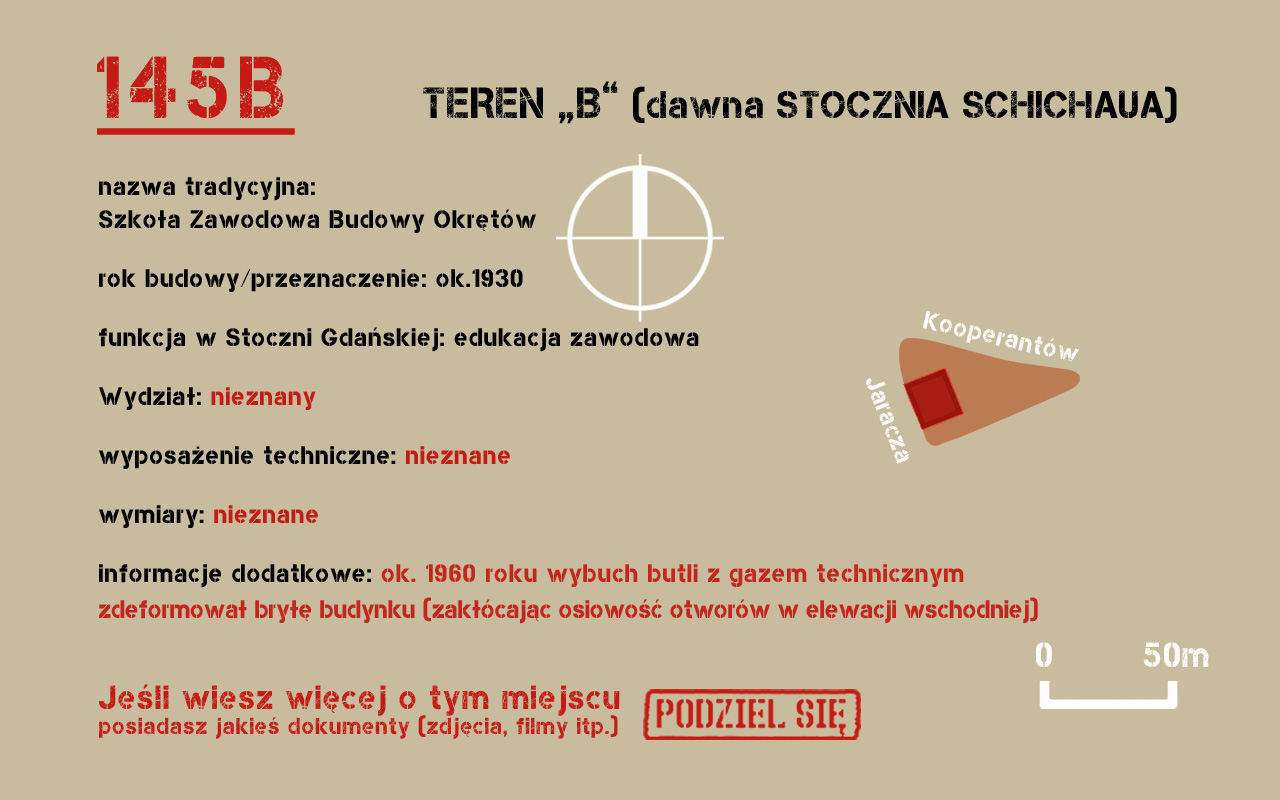 145B
TEREN „B“ (dawna STOCZNIA SCHICHAUA)
nazwa tradycyjna:
Szkoła Zawodowa Budowy Okrętów
rok budowy/przeznaczenie: ok.1930
funkcja w Stoczni Gdańskiej: edukacja zawodowa
Wydział: nieznany
wyposażenie techniczne: nieznane
wymiary: nieznane
informacje dodatkowe: ok. 1960 roku wybuch butli z gazem technicznym
zdeformował bryłę budynku (zakłócając osiowość otworów w elewacji wschodniej)
Kooperantów
Jaracza
0 50m
Jeśli wiesz więcej o tym miejscu
posiadasz jakieś dokumenty (zdjęcia, filmy itp.)
PODZIEL SIĘ